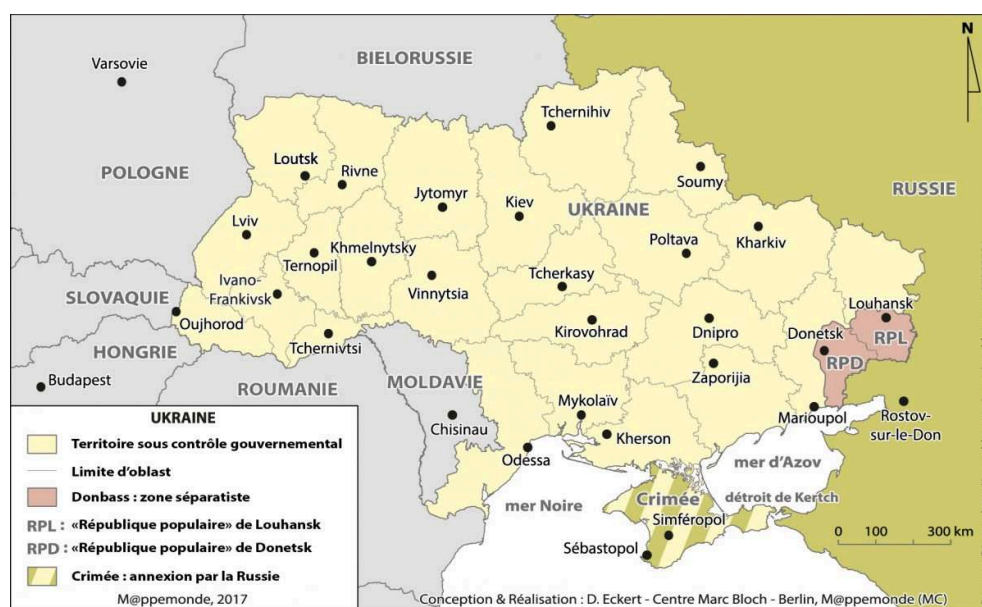 N
BIELORUSSIE
Varsovie
Tchernihiv
POLOGNE
Loutsk
Rivne
Soumy
RUSSIE
Jytomyr
Kiev
UKRAINE
Lviv
Khmelnytsky
Poltava
Kharkiv
Ternopil
Ivano-
Frankivsk
Vinnytsia
Tcherkasy
SLOVAQUIE
Oujhorod
Louhansk
Kirovohrad
Dnipro
Donetsk
RPL
HONGRIE
Tchernivtsi
RPD
Budapest
ROUMANIE
MOLDAVIE
Zaporijia
Mykolaïv
Marioupol
Rostov-
sur-le-Don
Chisinau
Kherson
Odessa
mer d'Azov
mer Noire
Crimée
détroit de Kertch
Simféropol
Sébastopol
0 100 300 km
UKRAINE
Territoire sous contrôle gouvernemental
Limite d'oblast
Donbass : zone séparatiste
RPL : «République populaire» de Louhansk
RPD : «République populaire» de Donetsk
Crimée : annexion par la Russie
M@ppemonde, 2017
Conception & Réalisation : D. Eckert - Centre Marc Bloch - Berlin, M@ppemonde (MC)